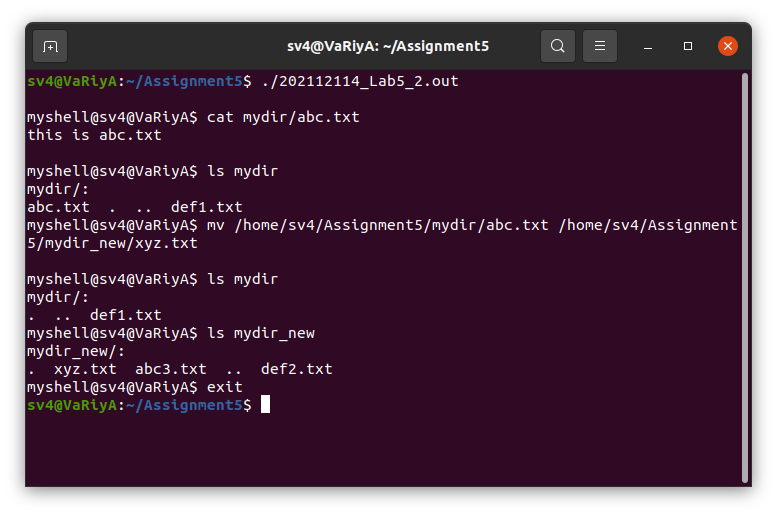 sv4@VaRiyA: ~/Assignment5
sv4@VaRiyA:~/Assignment5$ ./202112114_Lab5_2.out
myshell@sv4@VaRiyA$ cat mydir/abc.txt
this is abc.txt
myshell@sv4@VaRiyA$ ls mydir
mydir/:
abc.txt  .  ..  def1.txt
myshell@sv4@VaRiyA$ mv /home/sv4/Assignment5/mydir/abc.txt /home/sv4/Assignment
5/mydir_new/xyz.txt
myshell@sv4@VaRiyA$ ls mydir
mydir/:
.  ..  def1.txt
myshell@sv4@VaRiyA$ ls mydir_new
mydir_new/:
.  xyz.txt  abc3.txt  ..  def2.txt
myshell@sv4@VaRiyA$ exit
sv4@VaRiyA:~/Assignment5$